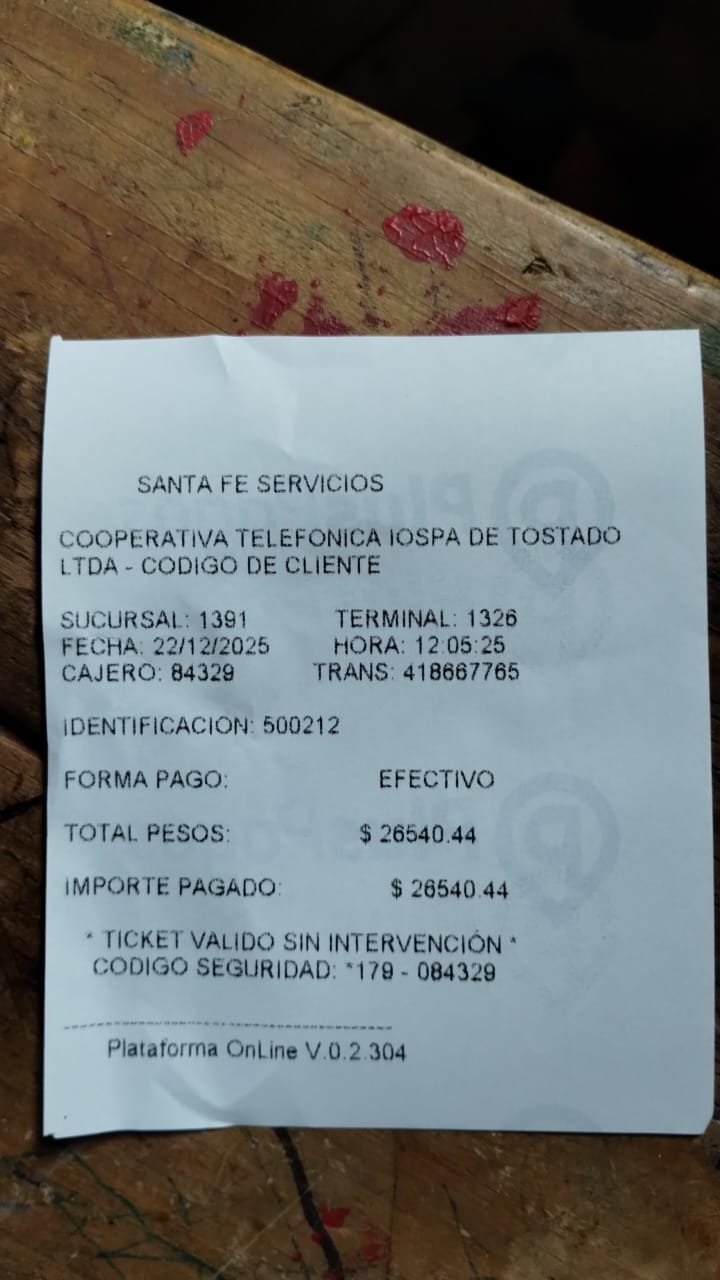 SANTA FE SERVICIOS
COOPERATIVA TELEFONICA IOSPA DE TOSTADO
LTDA - CODIGO DE CLIENTE
SUCURSAL: 1391 TERMINAL: 1326
FECHA: 22/12/2025 HORA: 12:05:25
CAJERO: 84329 TRANS: 418667765
IDENTIFICACION: 500212
FORMA PAGO: EFECTIVO
TOTAL PESOS: $ 26540.44
IMPORTE PAGADO: $ 26540.44
* TICKET VALIDO SIN INTERVENCIÓN *
CODIGO SEGURIDAD: *179 - 084329
Plataforma OnLine V.0.2.304